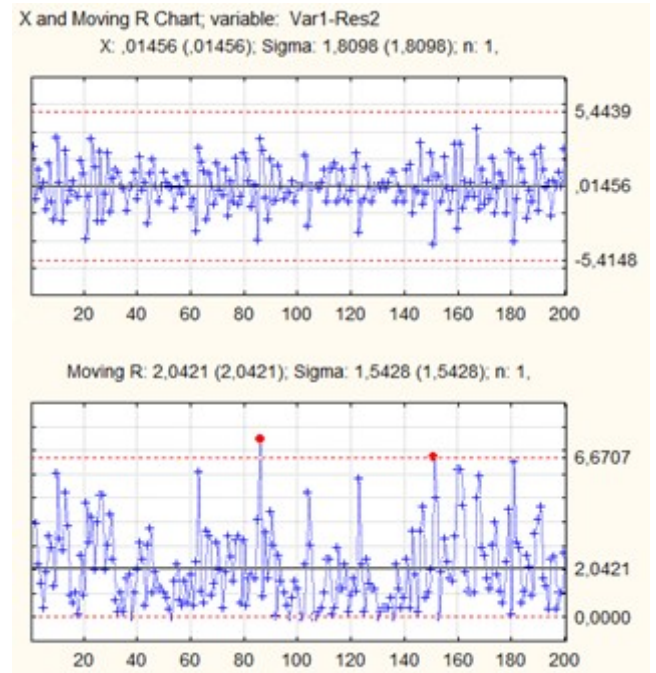 X and Moving R Chart; variable: Var1-Res2
X: ,01456 (,01456); Sigma: 1,8098 (1,8098); n: 1,
5,4439
,01456
-5,4148
20 40 60 80 100 120 140 160 180 200
Moving R: 2,0421 (2,0421); Sigma: 1,5428 (1,5428); n: 1,
6,6707
2,0421
0,0000
20 40 60 80 100 120 140 160 180 200